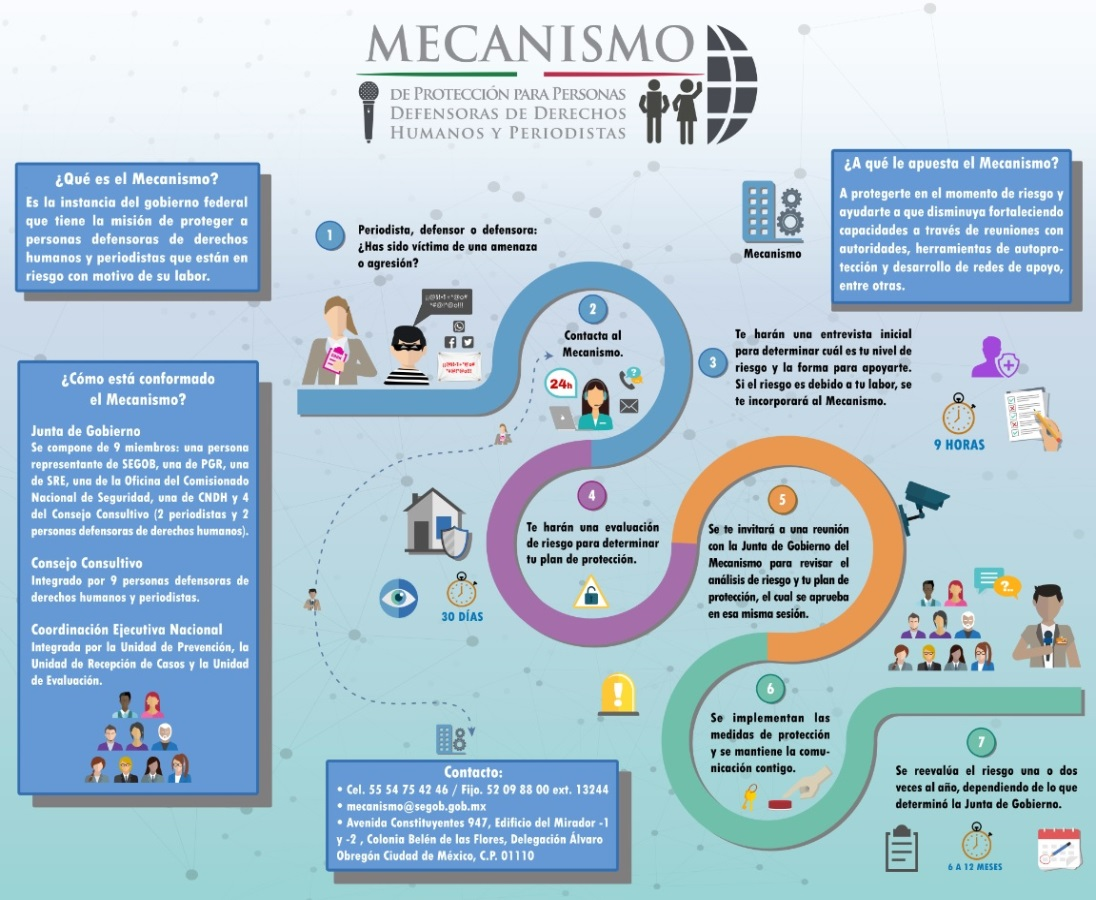 MECANISMO
DE PROTECCIÓN PARA PERSONAS
DEFENSORAS DE DERECHOS
HUMANOS Y PERIODISTAS
¿Qué es el Mecanismo?
Es la instancia del gobierno federal
que tiene la misión de proteger a
personas defensoras de derechos
humanos y periodistas que están en
riesgo con motivo de su labor.
¿A qué le apuesta el Mecanismo?
A protegerte en el momento de riesgo y
ayudarte a que disminuya fortaleciendo
capacidades a través de reuniones con
autoridades, herramientas de autopro-
tección y desarrollo de redes de apoyo,
entre otras.
Mecanismo
1
Periodista, defensor o defensora:
¿Has sido víctima de una amenaza
o agresión?
2
Contacta al
Mecanismo.
24h
3
Te harán una entrevista inicial
para determinar cuál es tu nivel de
riesgo y la forma para apoyarte.
Si el riesgo es debido a tu labor, se
te incorporará al Mecanismo.
9 HORAS
¿Cómo está conformado
el Mecanismo?
Junta de Gobierno
Se compone de 9 miembros: una persona
representante de SEGOB, una de PGR, una
de SRE, una de la Oficina del Comisionado
Nacional de Seguridad, una de CNDH y 4
del Consejo Consultivo (2 periodistas y 2
personas defensoras de derechos humanos).
Consejo Consultivo
Integrado por 9 personas defensoras de
derechos humanos y periodistas.
Coordinación Ejecutiva Nacional
Integrada por la Unidad de Prevención, la
Unidad de Recepción de Casos y la Unidad
de Evaluación.
4
Te harán una evaluación
de riesgo para determinar
tu plan de protección.
30 DÍAS
5
Se te invitará a una reunión
con la Junta de Gobierno del
Mecanismo para revisar el
análisis de riesgo y tu plan de
protección, el cual se aprueba
en esa misma sesión.
6
Se implementan las
medidas de protección
y se mantiene la comu-
nicación contigo.
7
Se reevalúa el riesgo una o dos
veces al año, dependiendo de lo que
determinó la Junta de Gobierno.
6 A 12 MESES
Contacto:
• Cel. 55 54 75 42 46 / Fijo. 52 09 88 00 ext. 13244
• mecanismo@segob.gob.mx
• Avenida Constituyentes 947, Edificio del Mirador -1
y -2 , Colonia Belén de las Flores, Delegación Álvaro
Obregón Ciudad de México, C.P. 01110